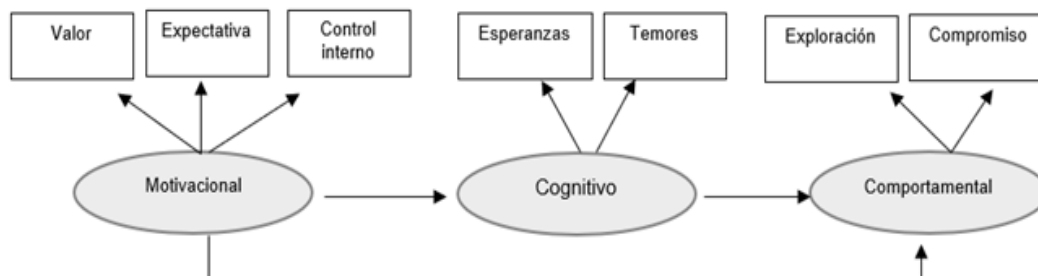 Valor
Expectativa
Control
interno
Esperanzas
Temores
Exploración
Compromiso
Motivacional
Cognitivo
Comportamental